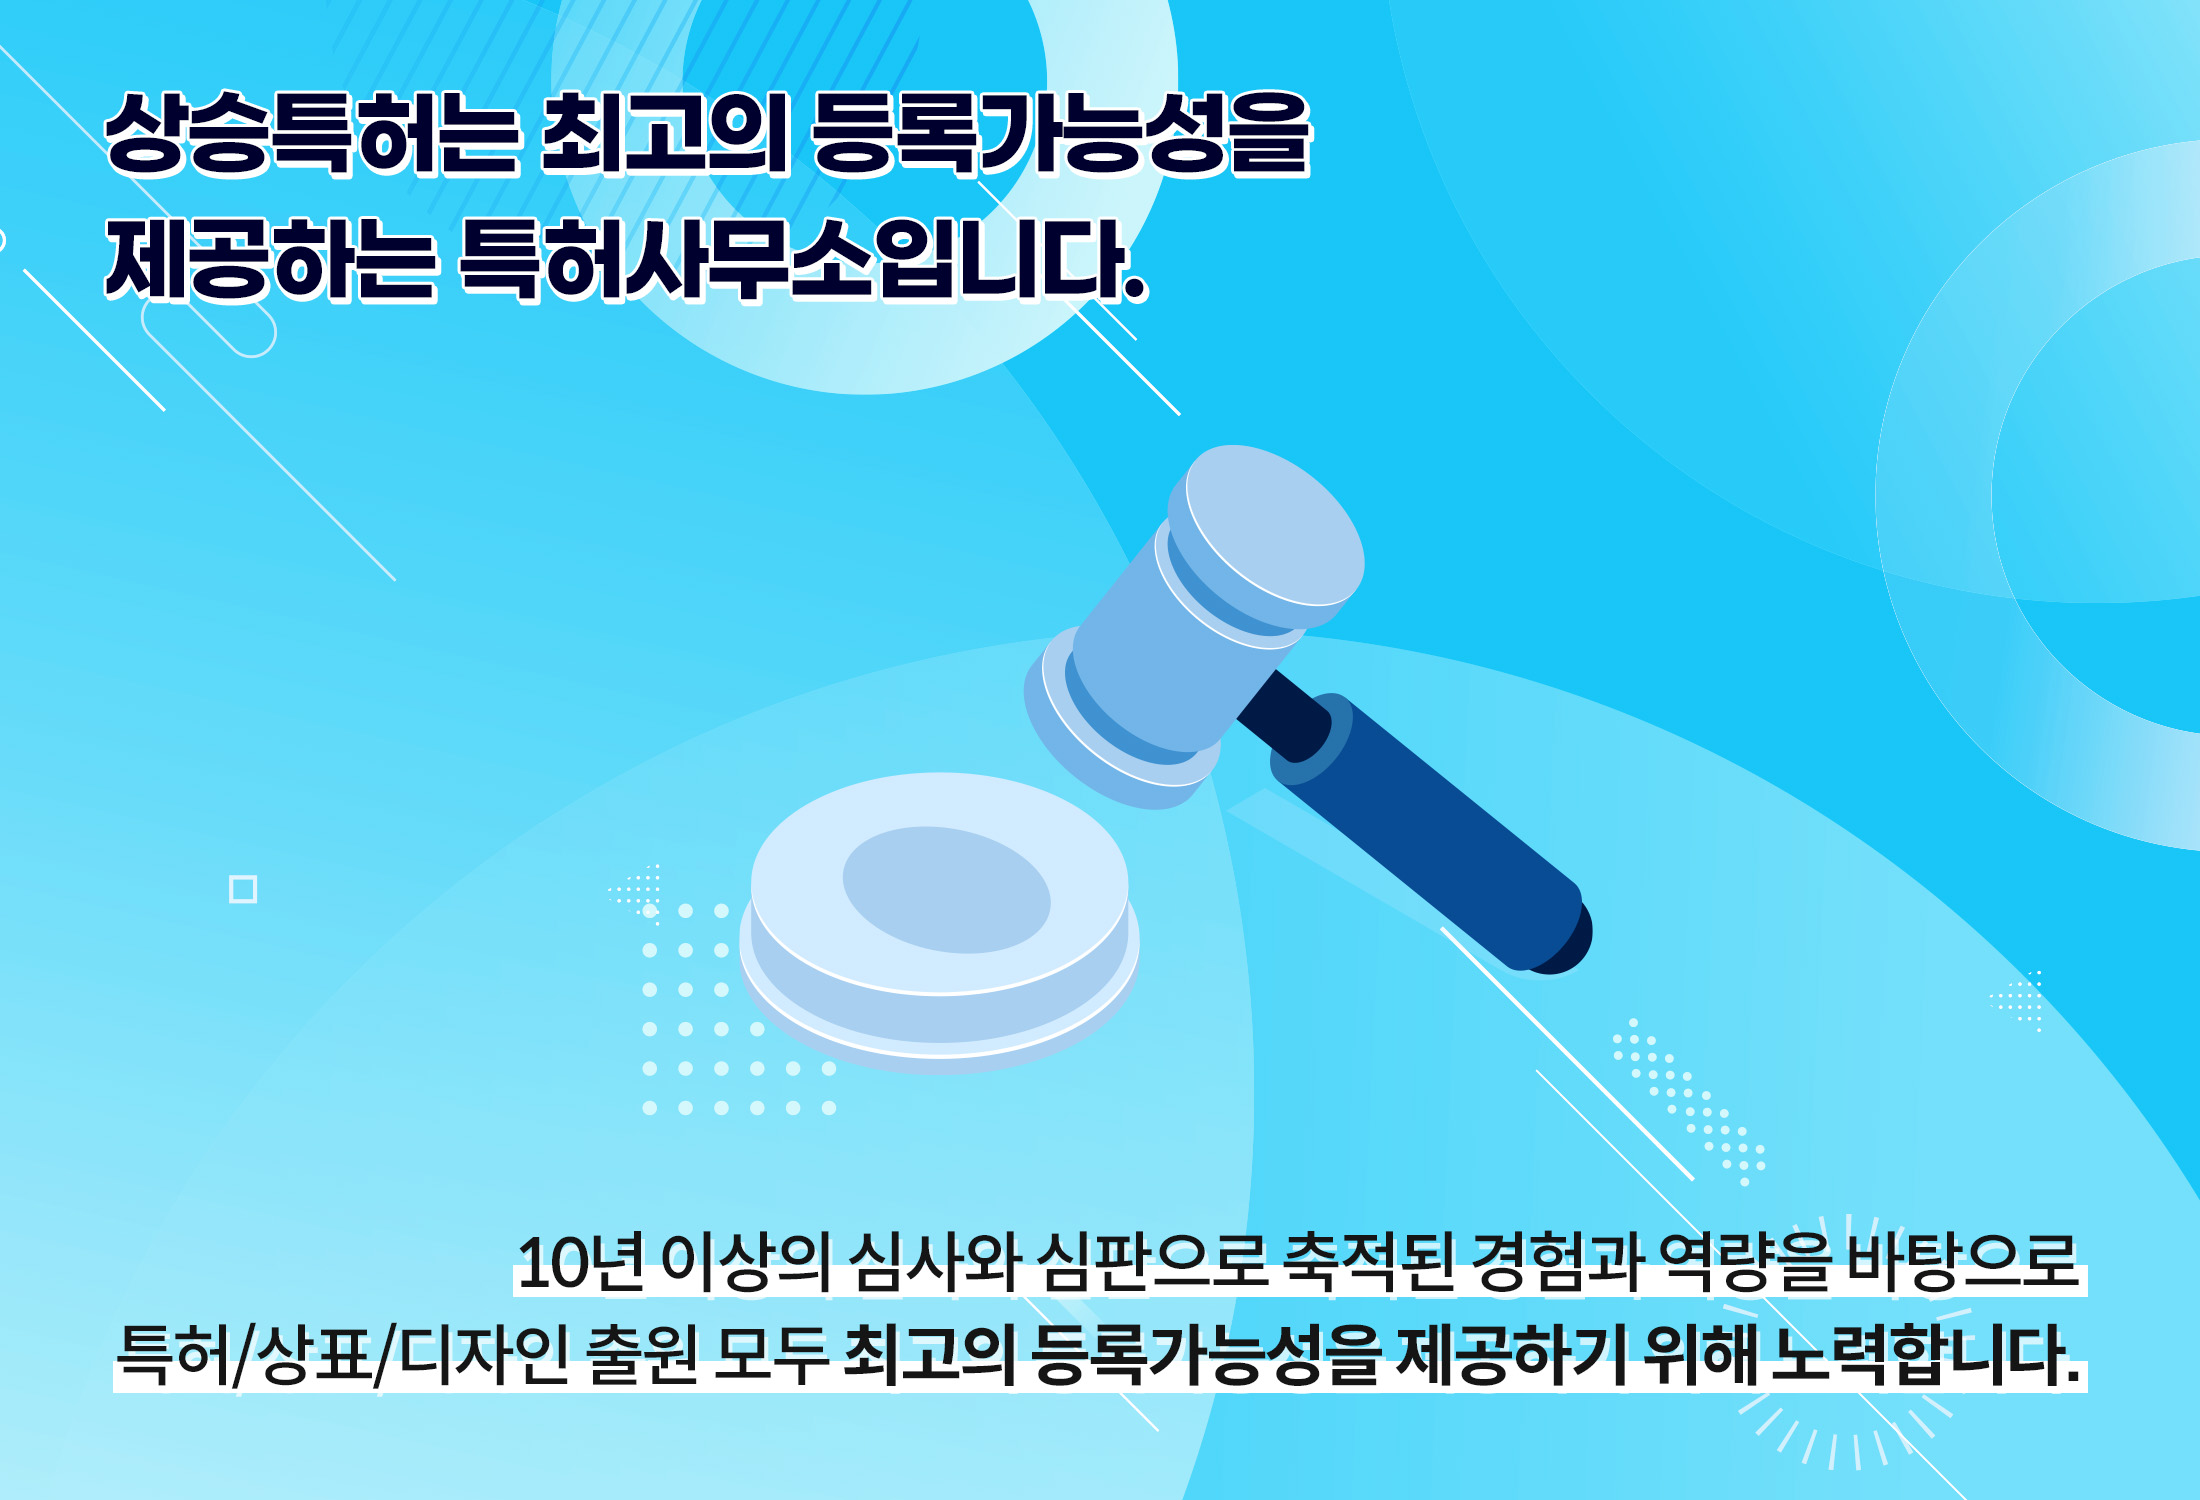 상승특허는 최고의 등록가능성을
제공하는 특허사무소입니다.
10년 이상의 심사와 심판으로 축적된 경험과 역량을 바탕으로
특허/상표/디자인 출원 모두 최고의 등록가능성을 제공하기 위해 노력합니다.